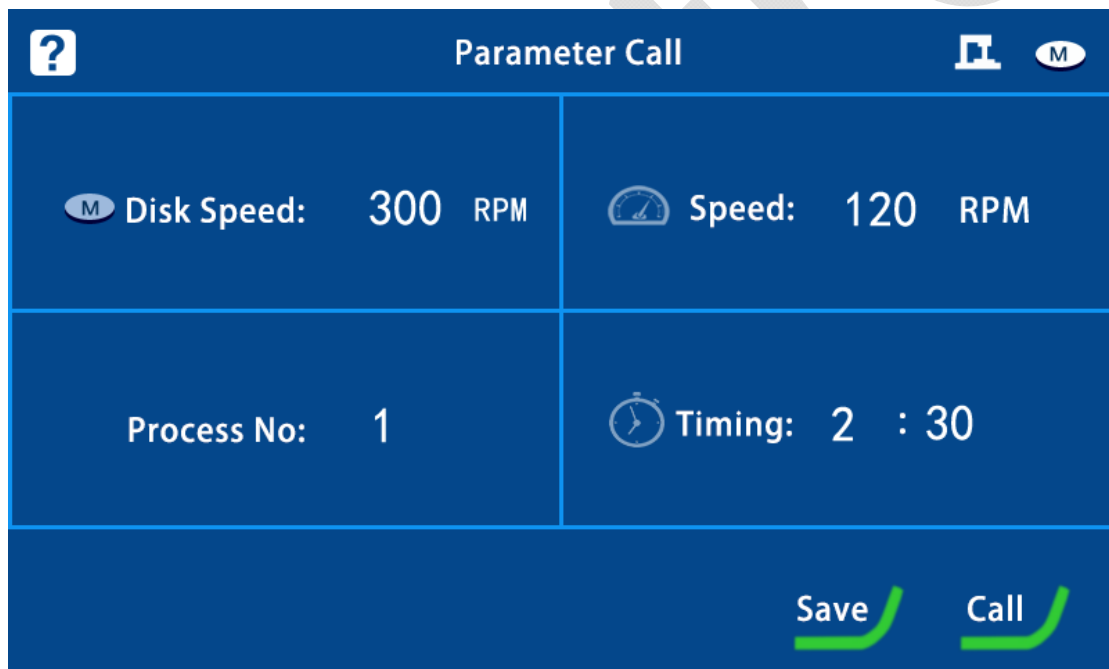 ? Parameter Call M
M Disk Speed: 300 RPM
Speed: 120 RPM
Process No: 1
Timing: 2 : 30
Save Call